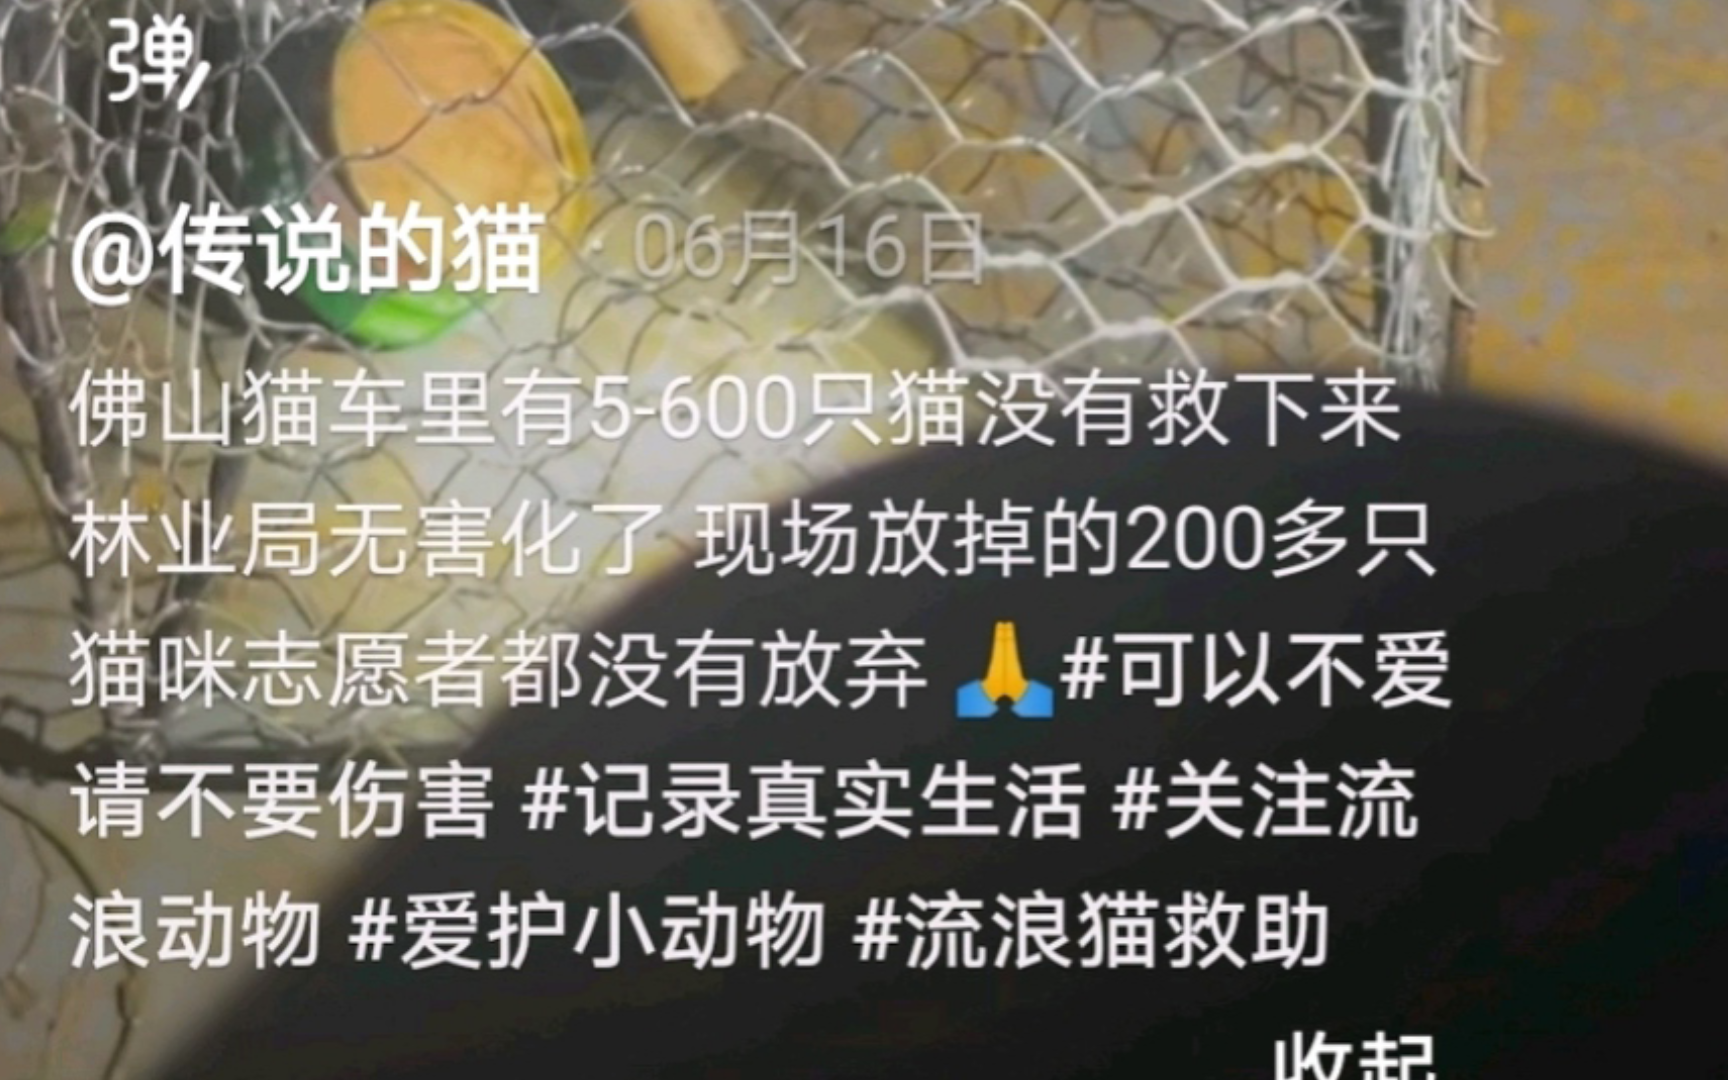 弹
@传说的猫 · 06月16日
佛山猫车里有5-600只猫没有救下来
林业局无害化了 现场放掉的200多只
猫咪志愿者都没有放弃 🙏#可以不爱
请不要伤害 #记录真实生活 #关注流
浪动物 #爱护小动物 #流浪猫救助
收起